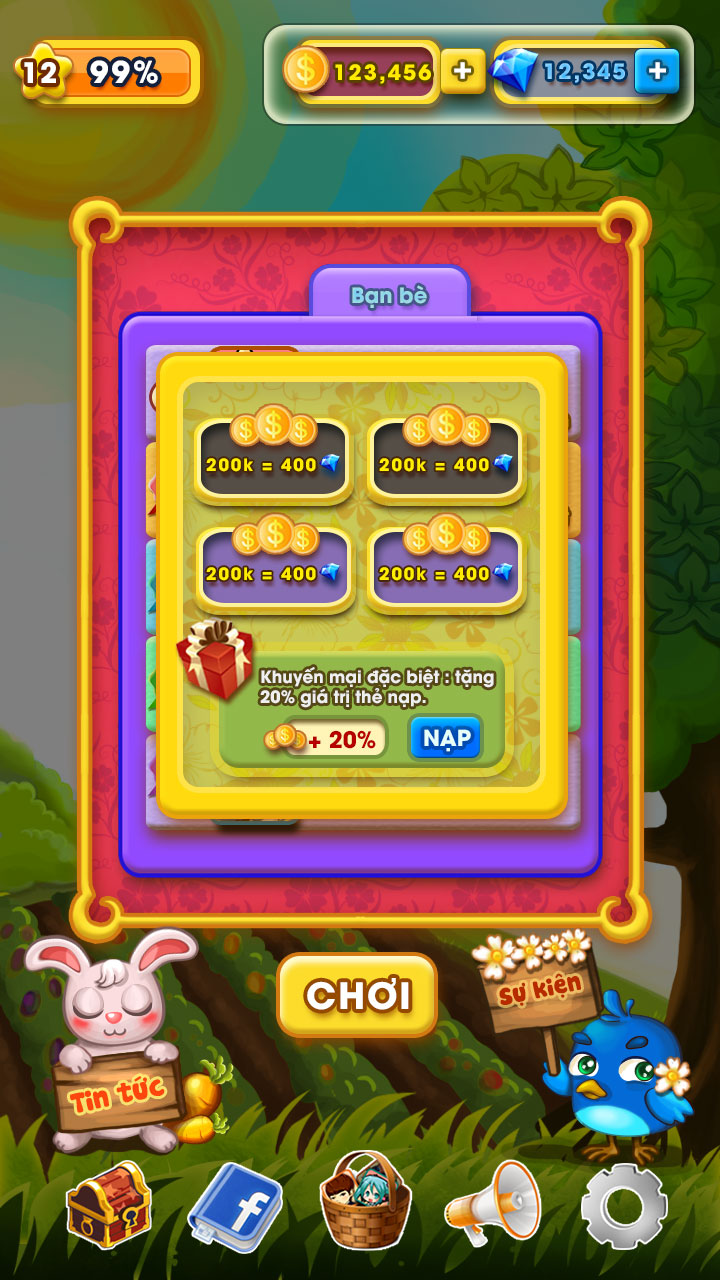 12 99% 123,456 + 12,345 +
Bạn bè
200k = 400 200k = 400
200k = 400 200k = 400
Khuyến mại đặc biệt : tặng
20% giá trị thẻ nạp.
+ 20% NẠP
CHƠI
Sự kiện
Tin tức